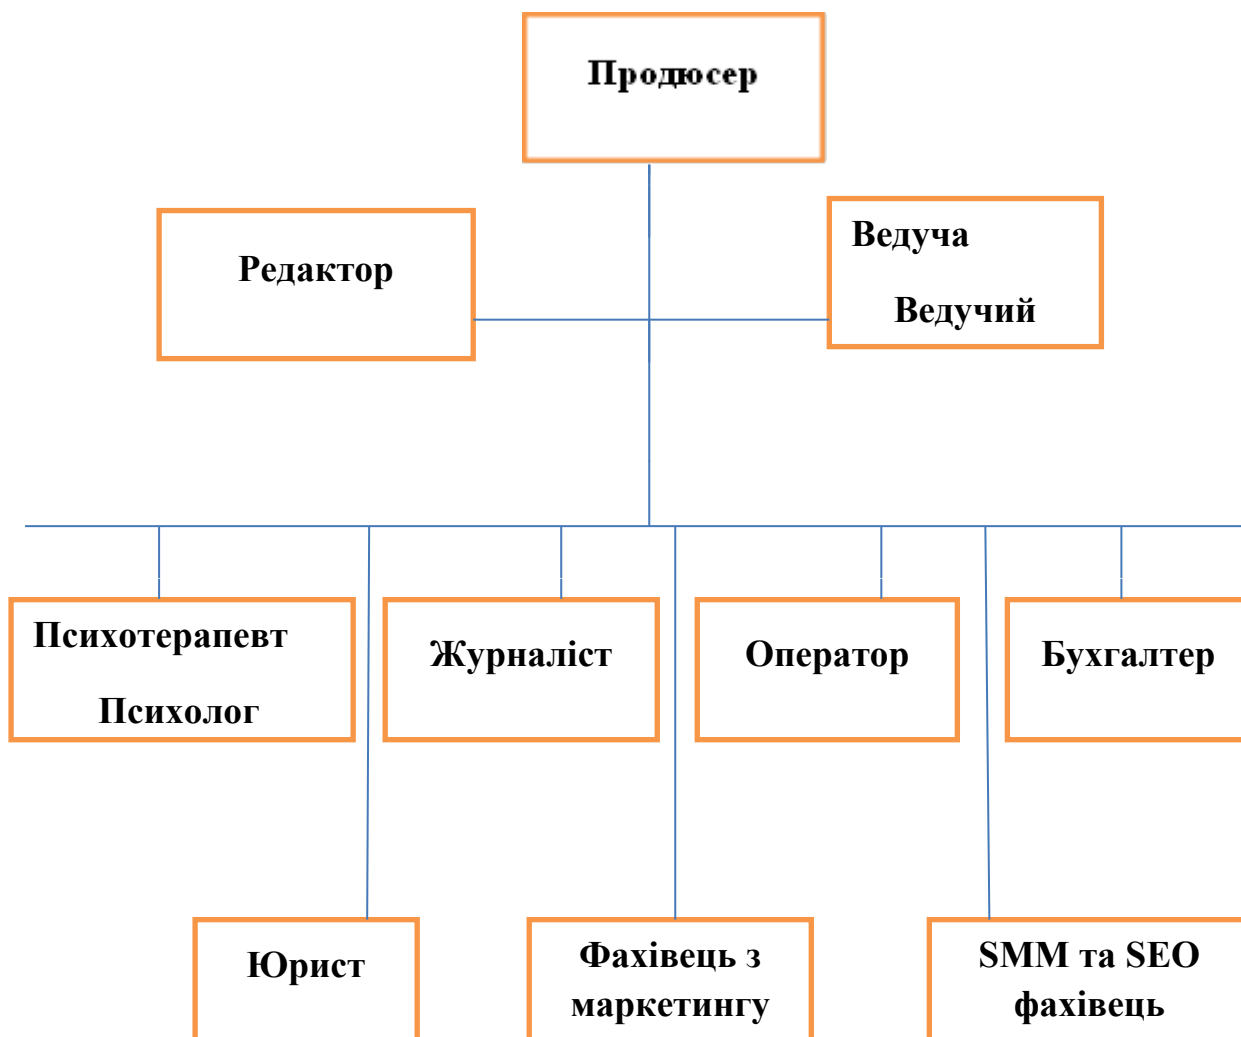 Продюсер
Редактор
Ведуча
Ведучий
Психотерапевт
Психолог
Журналіст
Оператор
Бухгалтер
Юрист
Фахівець з
маркетингу
SMM та SEO
фахівець